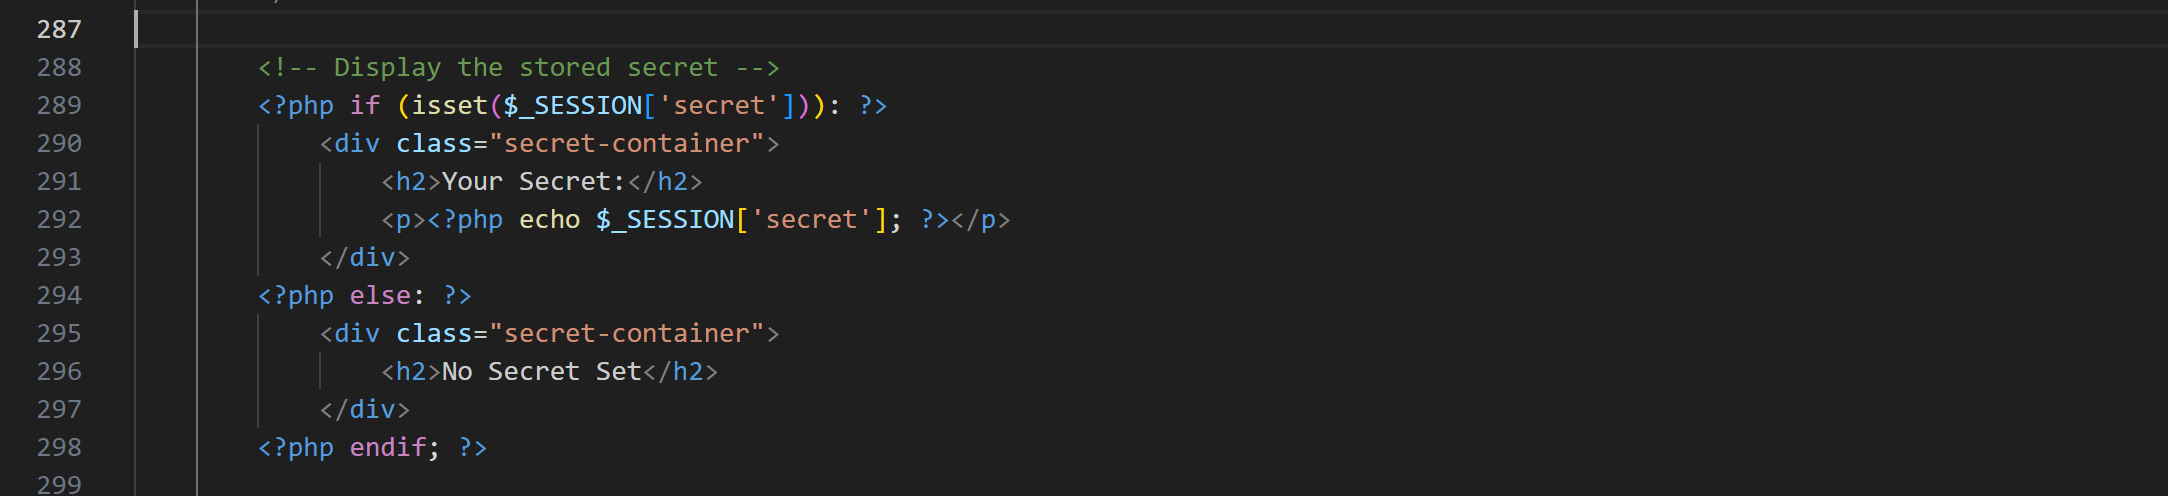 287
288 <!-- Display the stored secret -->
289 <?php if (isset($_SESSION['secret'])): ?>
290 <div class="secret-container">
291 <h2>Your Secret:</h2>
292 <p><?php echo $_SESSION['secret']; ?></p>
293 </div>
294 <?php else: ?>
295 <div class="secret-container">
296 <h2>No Secret Set</h2>
297 </div>
298 <?php endif; ?>
299